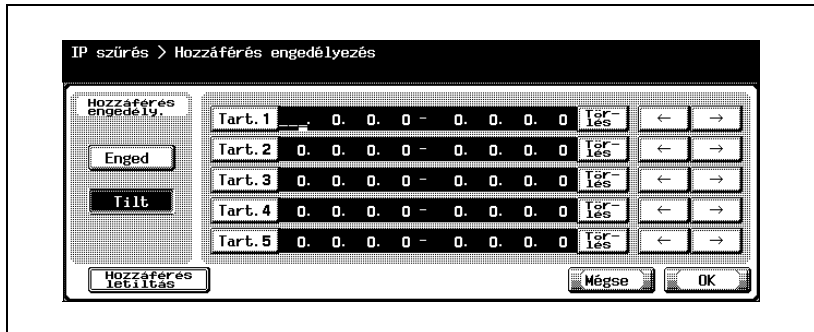 IP szűrés > Hozzáférés engedélyezés
Hozzáférés
engedély.
Enged
Tilt
Tart.1 ___. 0. 0. 0 - 0. 0. 0. 0 Tör-
lés ← →
Tart.2 0. 0. 0. 0 - 0. 0. 0. 0 Tör-
lés ← →
Tart.3 0. 0. 0. 0 - 0. 0. 0. 0 Tör-
lés ← →
Tart.4 0. 0. 0. 0 - 0. 0. 0. 0 Tör-
lés ← →
Tart.5 0. 0. 0. 0 - 0. 0. 0. 0 Tör-
lés ← →
Hozzáférés
letiltás
Mégse OK